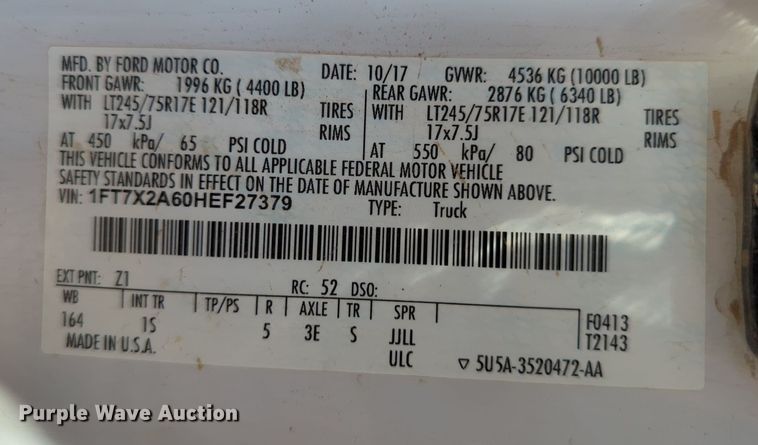 MFD. BY FORD MOTOR CO. DATE: 10/17 GVWR: 4536 KG (10000 LB)
FRONT GAWR: 1996 KG ( 4400 LB) REAR GAWR: 2876 KG ( 6340 LB)
WITH LT245/75R17E 121/118R TIRES WITH LT245/75R17E 121/118R TIRES
17x7.5J RIMS 17x7.5J RIMS
AT 450 kPa/ 65 PSI COLD AT 550 kPa/ 80 PSI COLD
THIS VEHICLE CONFORMS TO ALL APPLICABLE FEDERAL MOTOR VEHICLE
SAFETY STANDARDS IN EFFECT ON THE DATE OF MANUFACTURE SHOWN ABOVE.
VIN: 1FT7X2A60HEF27379 TYPE: Truck
EXT PNT: Z1 RC: 52 DSO:
WB INT TR TP/PS R AXLE TR SPR F0413
164 1S 5 3E S JJLL T2143
MADE IN U.S.A. ULC ▽ 5U5A-3520472-AA
Purple Wave Auction